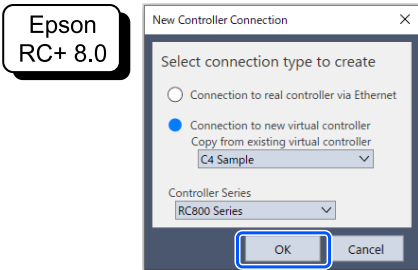 Epson
RC+ 8.0
New Controller Connection
Select connection type to create
Connection to real controller via Ethernet
Connection to new virtual controller
Copy from existing virtual controller
C4 Sample
Controller Series
RC800 Series
OK
Cancel